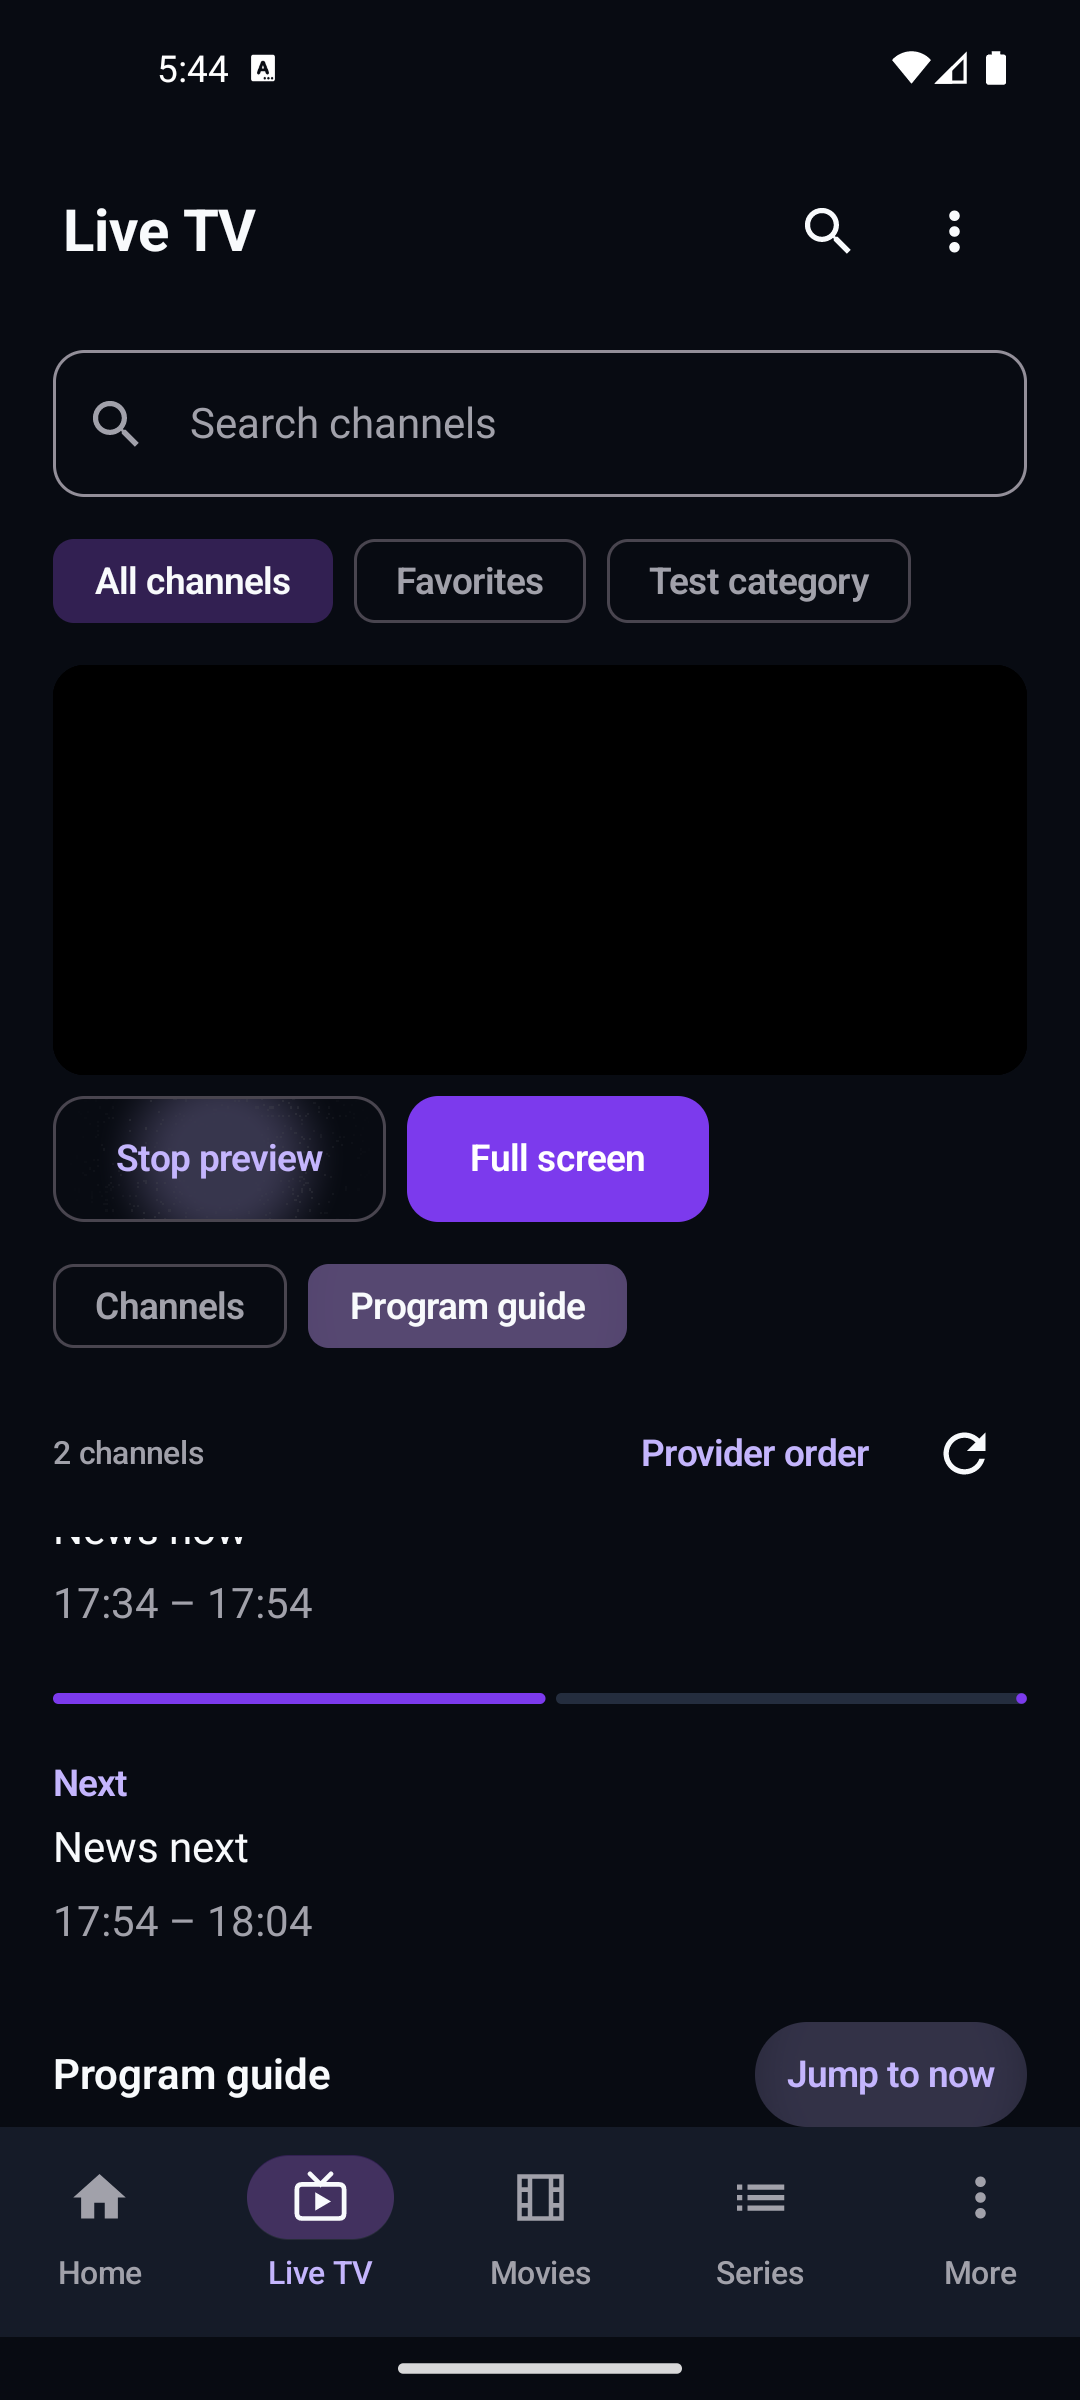 5:44
Live TV
Search channels
All channels
Favorites
Test category
Stop preview
Full screen
Channels
Program guide
2 channels
Provider order
News now
17:34 – 17:54
Next
News next
17:54 – 18:04
Program guide
Jump to now
Home
Live TV
Movies
Series
More